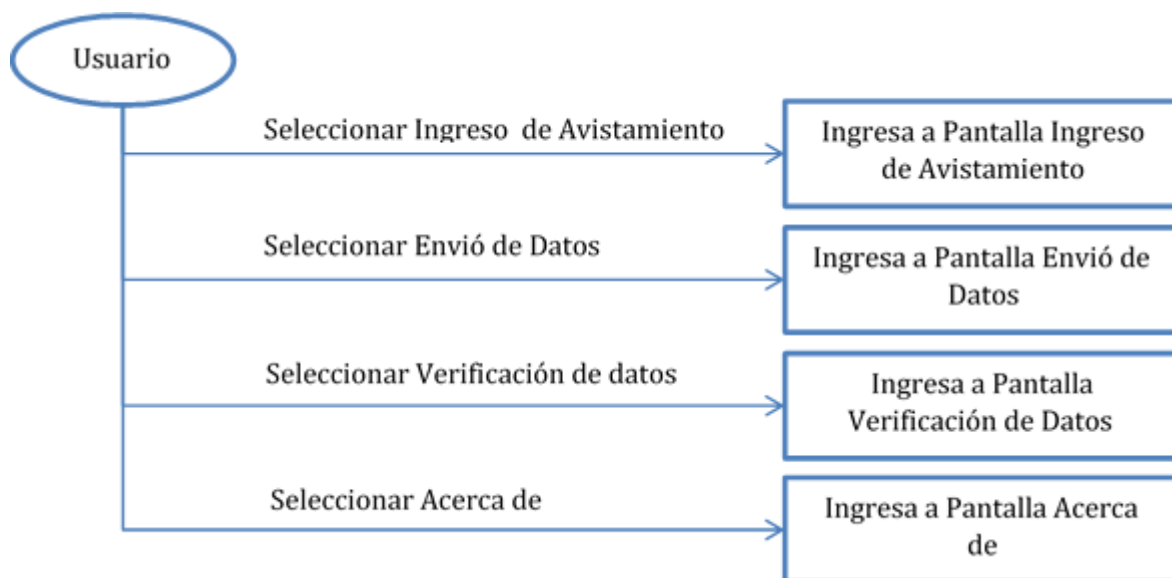 Usuario
Seleccionar Ingreso de Avistamiento
Ingresa a Pantalla Ingreso
de Avistamiento
Seleccionar Envió de Datos
Ingresa a Pantalla Envió de
Datos
Seleccionar Verificación de datos
Ingresa a Pantalla
Verificación de Datos
Seleccionar Acerca de
Ingresa a Pantalla Acerca
de